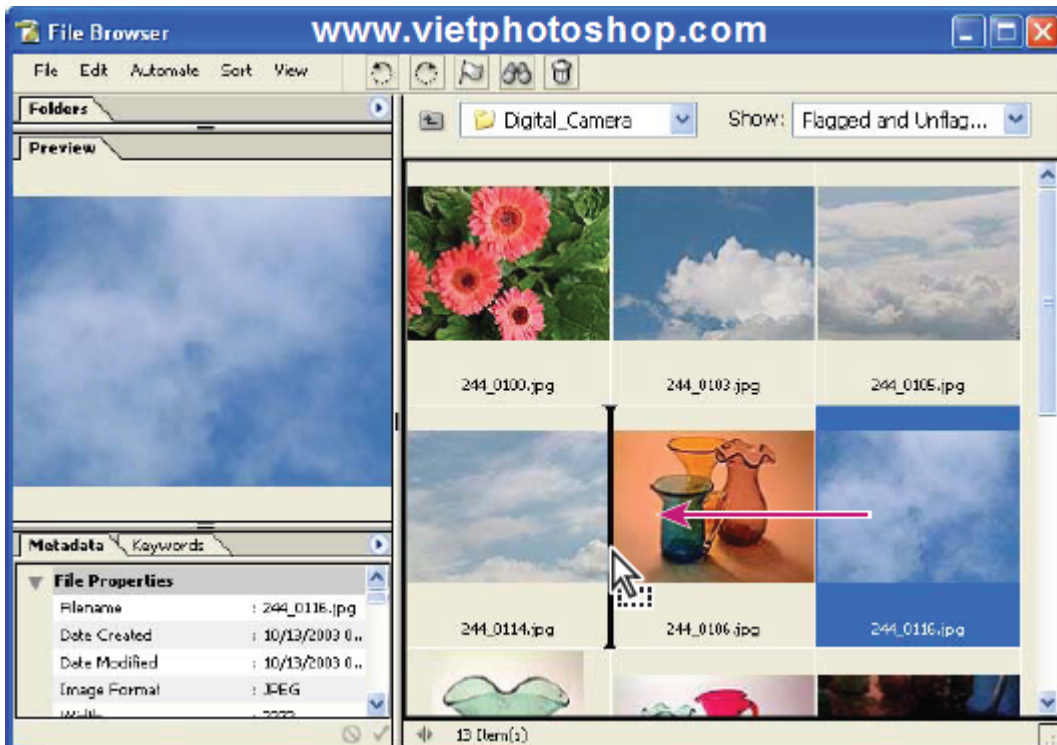 File Browser
www.vietphotoshop.com
File Edit Automate Sort View
Folders
Digital_Camera
Show: Flagged and Unflag...
Preview
244_0100.jpg
244_0103.jpg
244_0105.jpg
244_0114.jpg
244_0106.jpg
244_0116.jpg
Metadata Keywords
File Properties
Filename : 244_0116.jpg
Date Created : 10/13/2003 0..
Date Modified : 10/13/2003 0..
Image Format : JPEG
13 Item(s)